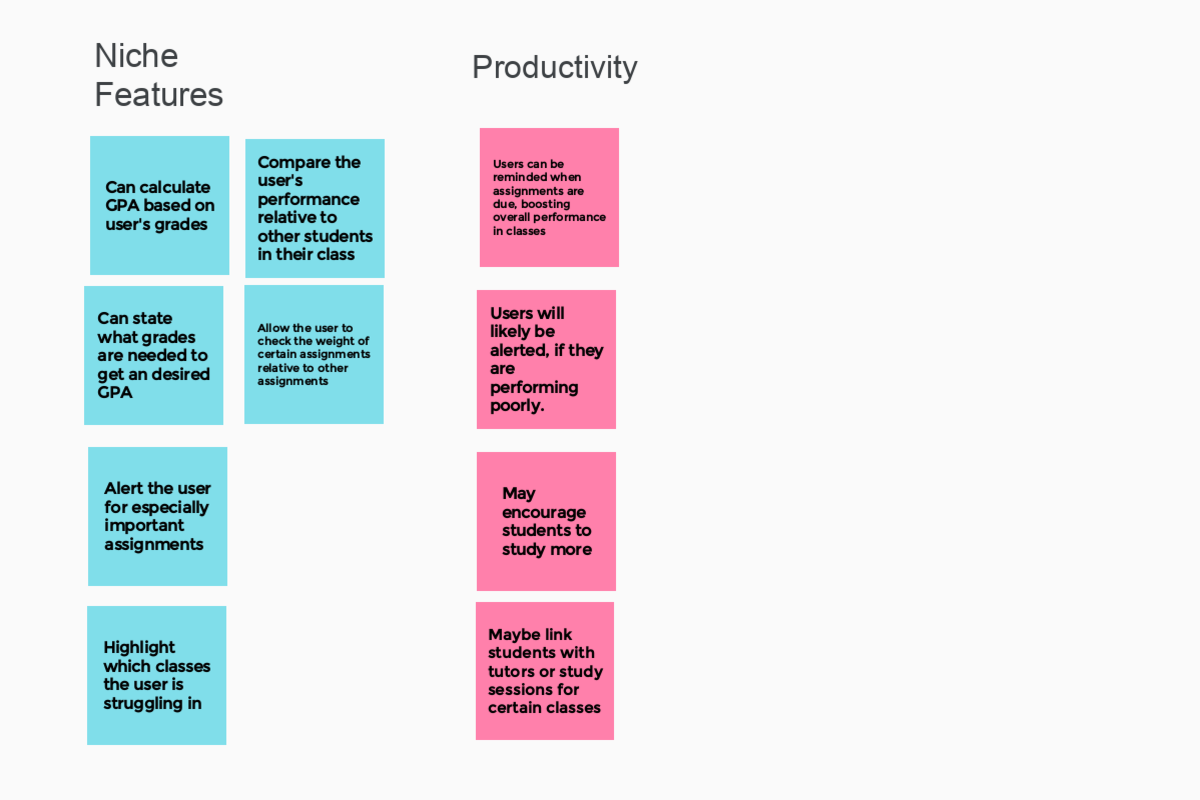 Niche
Features
Can calculate
GPA based on
user's grades
Compare the
user's
performance
relative to
other students
in their class
Can state
what grades
are needed to
get an desired
GPA
Allow the user to
check the weight of
certain assignments
relative to other
assignments
Alert the user
for especially
important
assignments
Highlight
which classes
the user is
struggling in
Productivity
Users can be
reminded when
assignments are
due, boosting
overall performance
in classes
Users will
likely be
alerted, if they
are
performing
poorly.
May
encourage
students to
study more
Maybe link
students with
tutors or study
sessions for
certain classes